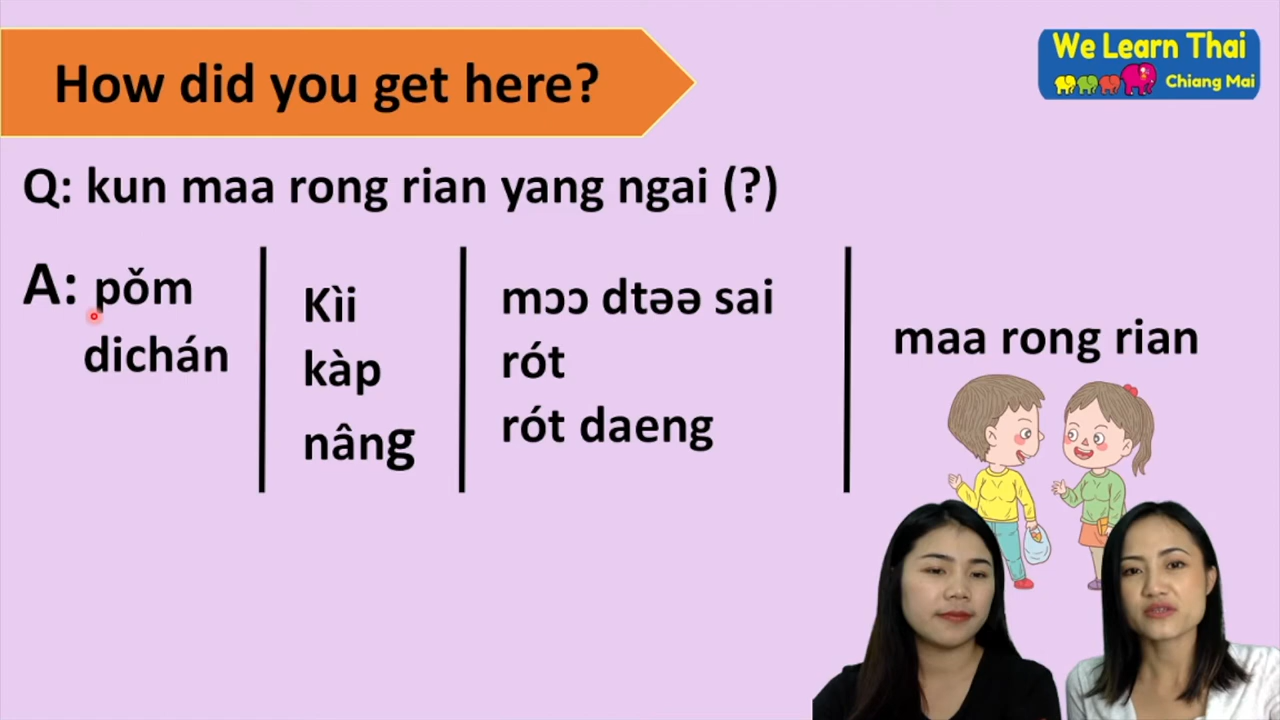 How did you get here?
We Learn Thai
Chiang Mai
Q: kun maa rong rian yang ngai (?)
A: pǒm
dichán
Kìi
kàp
nâng
mɔɔ dtəə sai
rót
rót daeng
maa rong rian